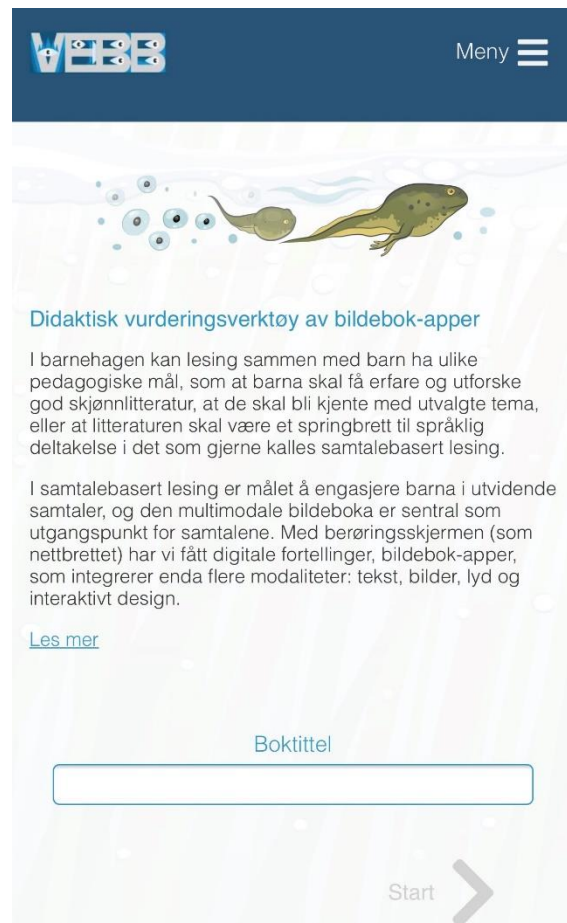 VEBB
Meny
Didaktisk vurderingsverktøy av bildebok-apper
I barnehagen kan lesing sammen med barn ha ulike
pedagogiske mål, som at barna skal få erfare og utforske
god skjønnlitteratur, at de skal bli kjente med utvalgte tema,
eller at litteraturen skal være et springbrett til språklig
deltakelse i det som gjerne kalles samtalebasert lesing.
I samtalebasert lesing er målet å engasjere barna i utvidende
samtaler, og den multimodale bildeboka er sentral som
utgangspunkt for samtalene. Med berøringsskjermen (som
nettbrettet) har vi fått digitale fortellinger, bildebok-apper,
som integrerer enda flere modaliteter: tekst, bilder, lyd og
interaktivt design.
Les mer
Boktittel
Start